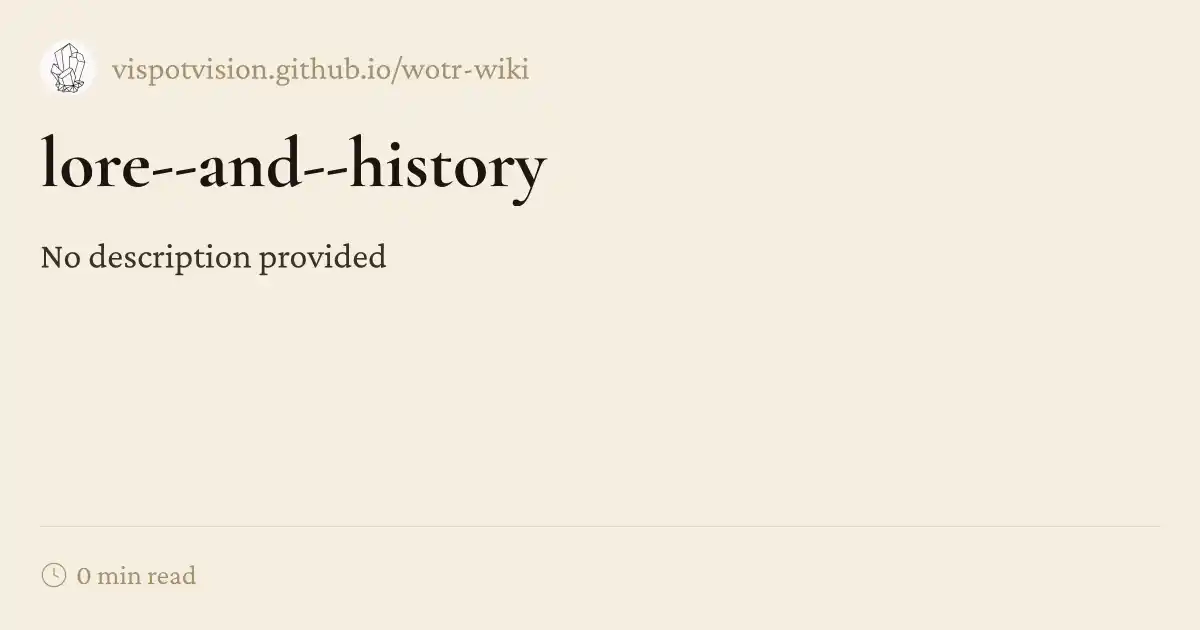 vispotvision.github.io/wotr-wiki
lore--and--history
No description provided
0 min read